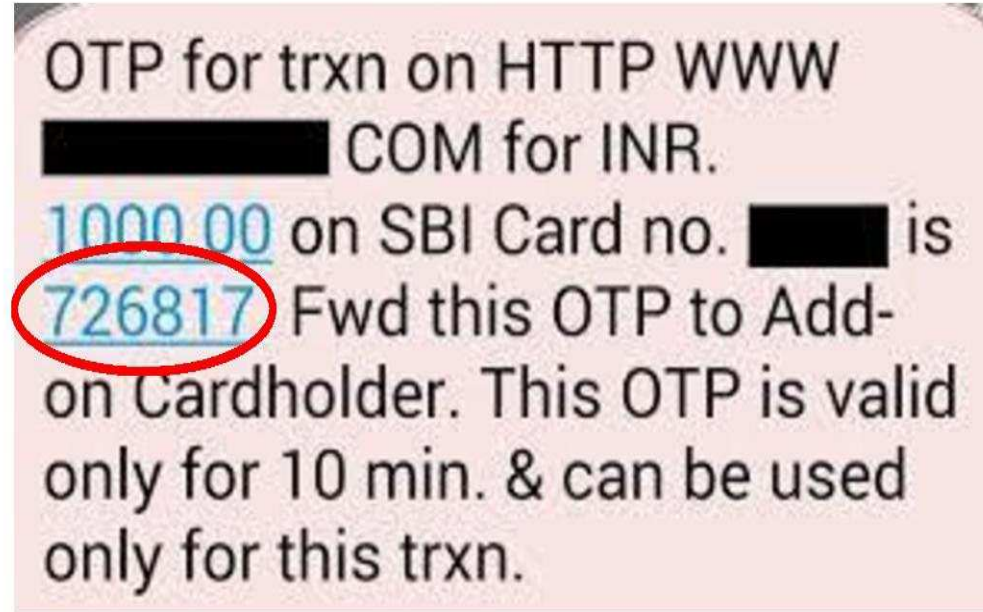 OTP for trxn on HTTP WWW
COM for INR.
1000.00 on SBI Card no. is
726817. Fwd this OTP to Add-
on Cardholder. This OTP is valid
only for 10 min. & can be used
only for this trxn.